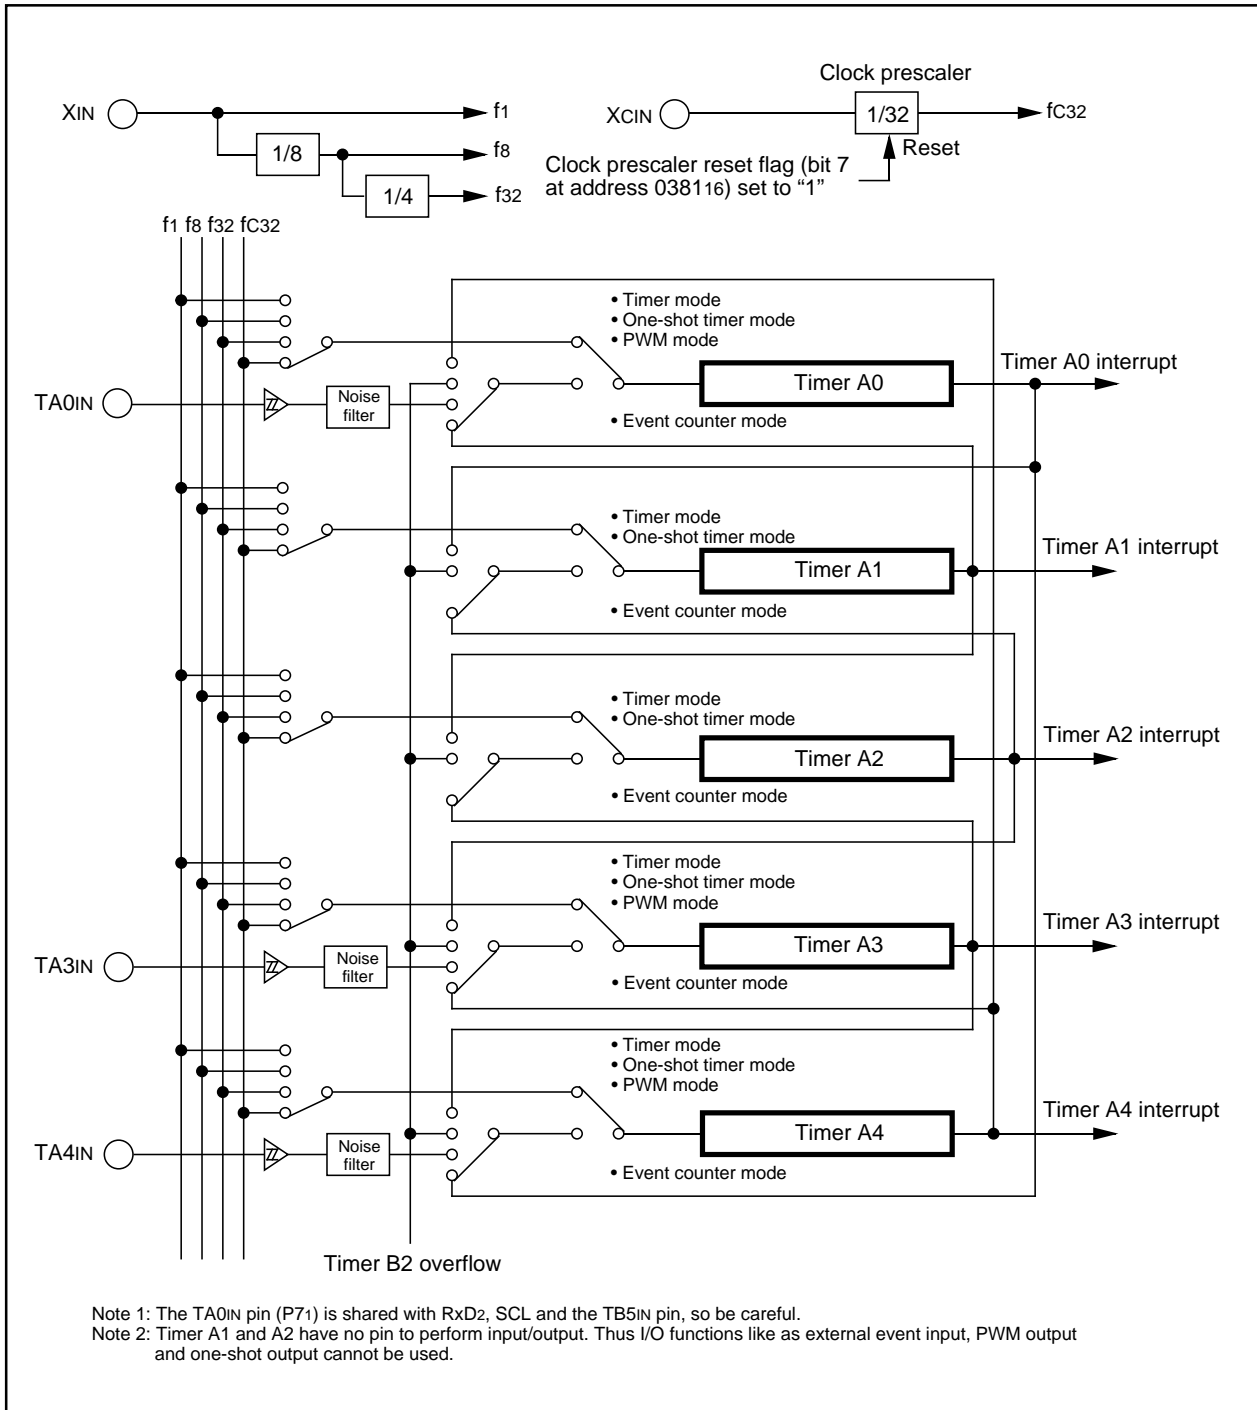 Clock prescaler
XIN
f1
1/8
f8
1/4
f32
XCIN
1/32
fC32
Reset
Clock prescaler reset flag (bit 7
at address 038116) set to “1”
f1 f8 f32 fC32
• Timer mode
• One-shot timer mode
• PWM mode
Timer A0
Timer A0 interrupt
TA0IN
Noise
filter
• Event counter mode
• Timer mode
• One-shot timer mode
Timer A1
Timer A1 interrupt
• Event counter mode
• Timer mode
• One-shot timer mode
Timer A2
Timer A2 interrupt
• Event counter mode
• Timer mode
• One-shot timer mode
• PWM mode
Timer A3
Timer A3 interrupt
TA3IN
Noise
filter
• Event counter mode
• Timer mode
• One-shot timer mode
• PWM mode
Timer A4
Timer A4 interrupt
TA4IN
Noise
filter
• Event counter mode
Timer B2 overflow
Note 1: The TA0IN pin (P71) is shared with RxD2, SCL and the TB5IN pin, so be careful.
Note 2: Timer A1 and A2 have no pin to perform input/output. Thus I/O functions like as external event input, PWM output
and one-shot output cannot be used.